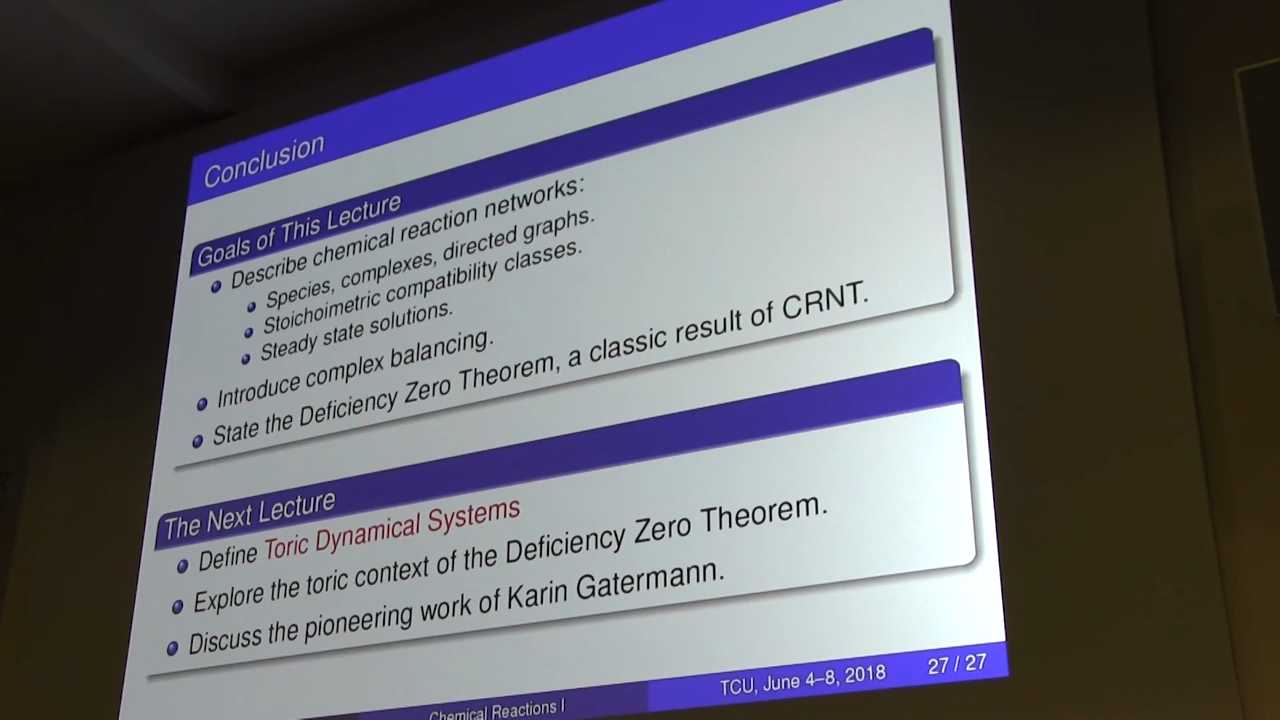 Conclusion
Goals of This Lecture
Describe chemical reaction networks:
Species, complexes, directed graphs.
Stoichoimetric compatibility classes.
Steady state solutions.
Introduce complex balancing.
State the Deficiency Zero Theorem, a classic result of CRNT.
The Next Lecture
Define Toric Dynamical Systems
Explore the toric context of the Deficiency Zero Theorem.
Discuss the pioneering work of Karin Gatermann.
Chemical Reactions I
TCU, June 4–8, 2018
27 / 27